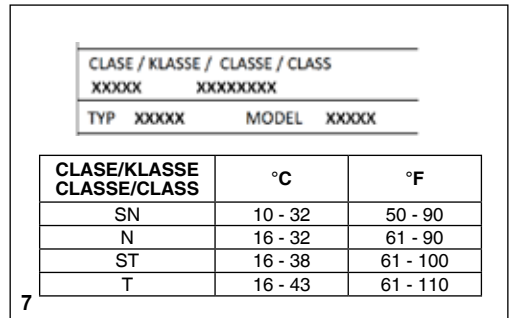 CLASE / KLASSE / CLASSE / CLASS
XXXXX XXXXXXXX
TYP XXXXX MODEL XXXXX
CLASE/KLASSE CLASSE/CLASS °C °F
SN 10 - 32 50 - 90
N 16 - 32 61 - 90
ST 16 - 38 61 - 100
T 16 - 43 61 - 110
7